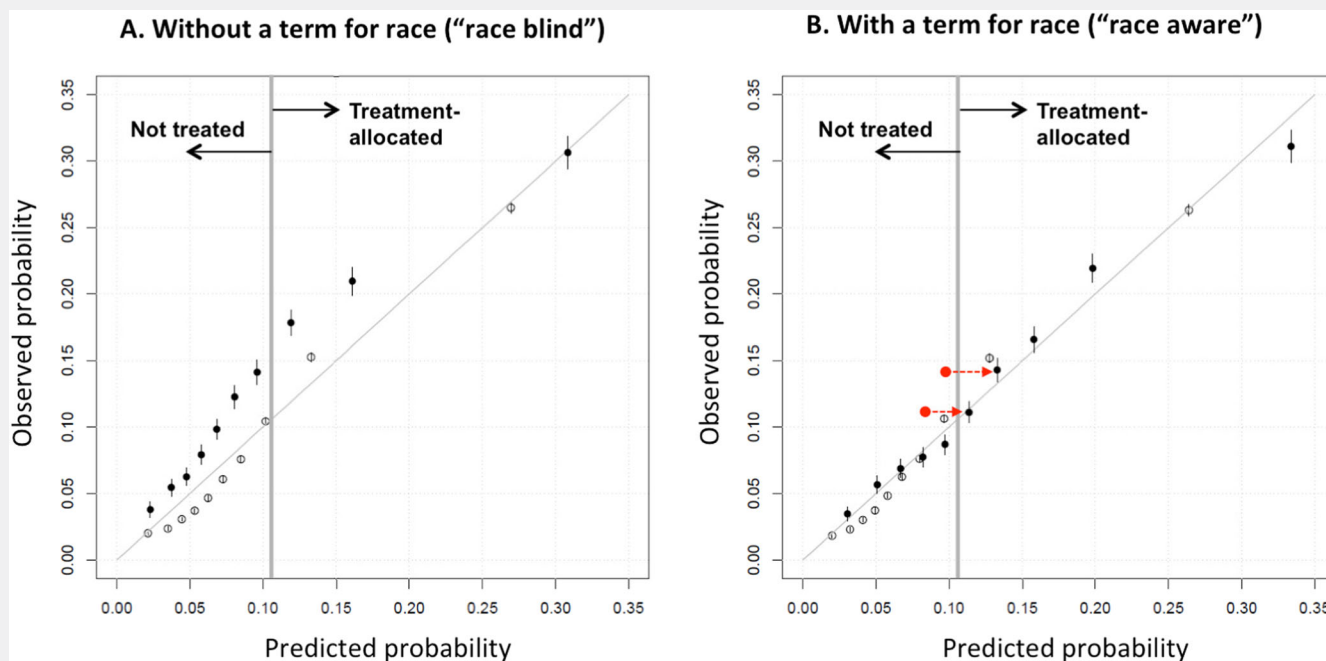 A. Without a term for race (“race blind”)
Not treated
Treatment-
allocated
Observed probability
0.35
0.30
0.25
0.20
0.15
0.10
0.05
0.00
0.00 0.05 0.10 0.15 0.20 0.25 0.30 0.35
Predicted probability
B. With a term for race (“race aware”)
Not treated
Treatment-
allocated
Observed probability
0.35
0.30
0.25
0.20
0.15
0.10
0.05
0.00
0.00 0.05 0.10 0.15 0.20 0.25 0.30 0.35
Predicted probability